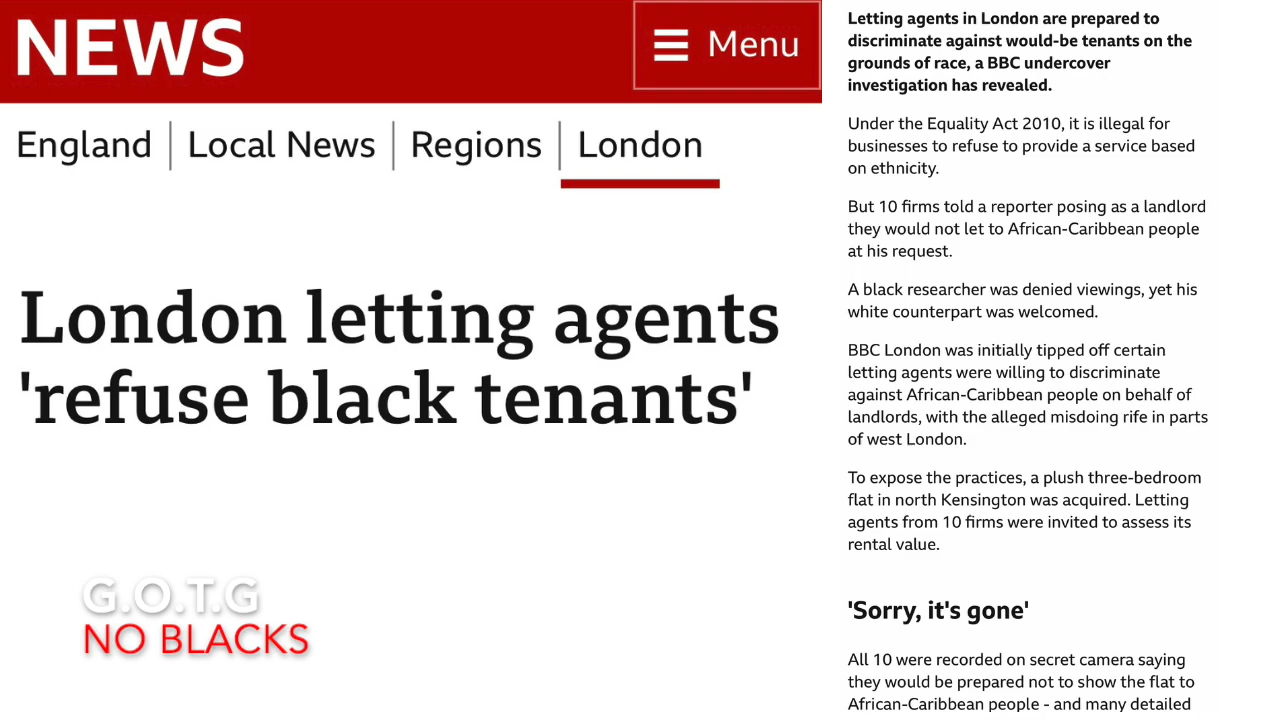 NEWS
Menu
England
Local News
Regions
London
London letting agents
'refuse black tenants'
G.O.T.G
NO BLACKS
Letting agents in London are prepared to
discriminate against would-be tenants on the
grounds of race, a BBC undercover
investigation has revealed.
Under the Equality Act 2010, it is illegal for
businesses to refuse to provide a service based
on ethnicity.
But 10 firms told a reporter posing as a landlord
they would not let to African-Caribbean people
at his request.
A black researcher was denied viewings, yet his
white counterpart was welcomed.
BBC London was initially tipped off certain
letting agents were willing to discriminate
against African-Caribbean people on behalf of
landlords, with the alleged misdoing rife in parts
of west London.
To expose the practices, a plush three-bedroom
flat in north Kensington was acquired. Letting
agents from 10 firms were invited to assess its
rental value.
'Sorry, it's gone'
All 10 were recorded on secret camera saying
they would be prepared not to show the flat to
African-Caribbean people - and many detailed